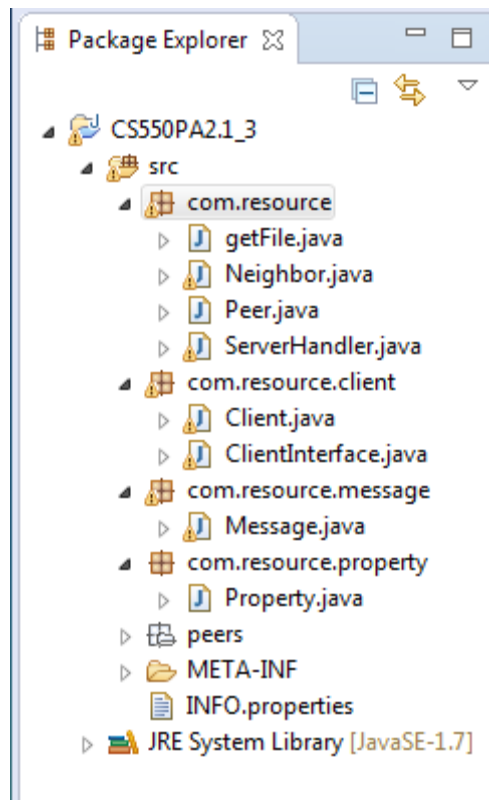 Package Explorer
CS550PA2.1_3
src
com.resource
getFile.java
Neighbor.java
Peer.java
ServerHandler.java
com.resource.client
Client.java
ClientInterface.java
com.resource.message
Message.java
com.resource.property
Property.java
peers
META-INF
INFO.properties
JRE System Library [JavaSE-1.7]